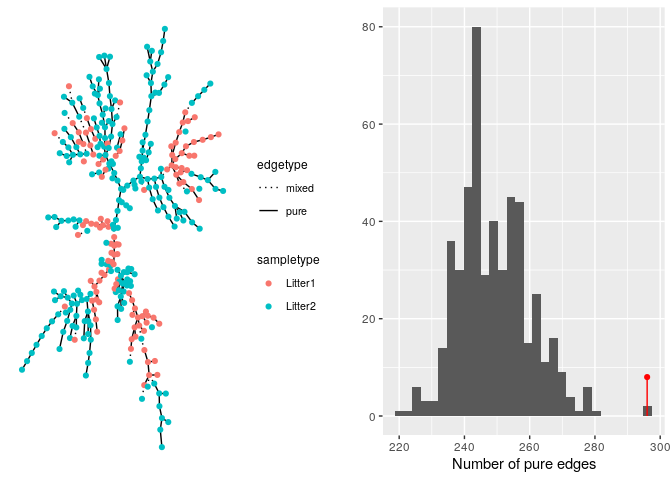 edgetype
mixed
pure
sampletype
Litter1
Litter2
80
60
40
20
0
220 240 260 280 300
Number of pure edges